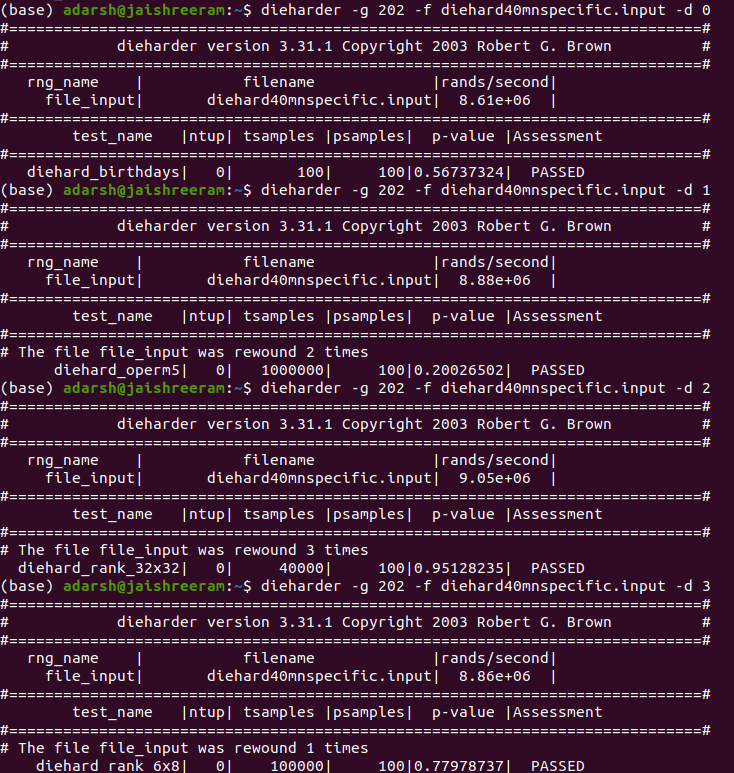 (base) adarsh@jaishreeram:~$ dieharder -g 202 -f diehard40mnspecific.input -d 0
#=============================================================================#
#            dieharder version 3.31.1 Copyright 2003 Robert G. Brown          #
#=============================================================================#
   rng_name    |           filename             |rands/second|
     file_input|       diehard40mnspecific.input|  8.61e+06  |
#=============================================================================#
        test_name   |ntup| tsamples |psamples|  p-value |Assessment
#=============================================================================#
   diehard_birthdays|   0|       100|     100|0.56737324|  PASSED
(base) adarsh@jaishreeram:~$ dieharder -g 202 -f diehard40mnspecific.input -d 1
#=============================================================================#
#            dieharder version 3.31.1 Copyright 2003 Robert G. Brown          #
#=============================================================================#
   rng_name    |           filename             |rands/second|
     file_input|       diehard40mnspecific.input|  8.88e+06  |
#=============================================================================#
        test_name   |ntup| tsamples |psamples|  p-value |Assessment
#=============================================================================#
# The file file_input was rewound 2 times
      diehard_operm5|   0|   1000000|     100|0.20026502|  PASSED
(base) adarsh@jaishreeram:~$ dieharder -g 202 -f diehard40mnspecific.input -d 2
#=============================================================================#
#            dieharder version 3.31.1 Copyright 2003 Robert G. Brown          #
#=============================================================================#
   rng_name    |           filename             |rands/second|
     file_input|       diehard40mnspecific.input|  9.05e+06  |
#=============================================================================#
        test_name   |ntup| tsamples |psamples|  p-value |Assessment
#=============================================================================#
# The file file_input was rewound 3 times
  diehard_rank_32x32|   0|     40000|     100|0.95128235|  PASSED
(base) adarsh@jaishreeram:~$ dieharder -g 202 -f diehard40mnspecific.input -d 3
#=============================================================================#
#            dieharder version 3.31.1 Copyright 2003 Robert G. Brown          #
#=============================================================================#
   rng_name    |           filename             |rands/second|
     file_input|       diehard40mnspecific.input|  8.86e+06  |
#=============================================================================#
        test_name   |ntup| tsamples |psamples|  p-value |Assessment
#=============================================================================#
# The file file_input was rewound 1 times
    diehard_rank_6x8|   0|    100000|     100|0.77978737|  PASSED